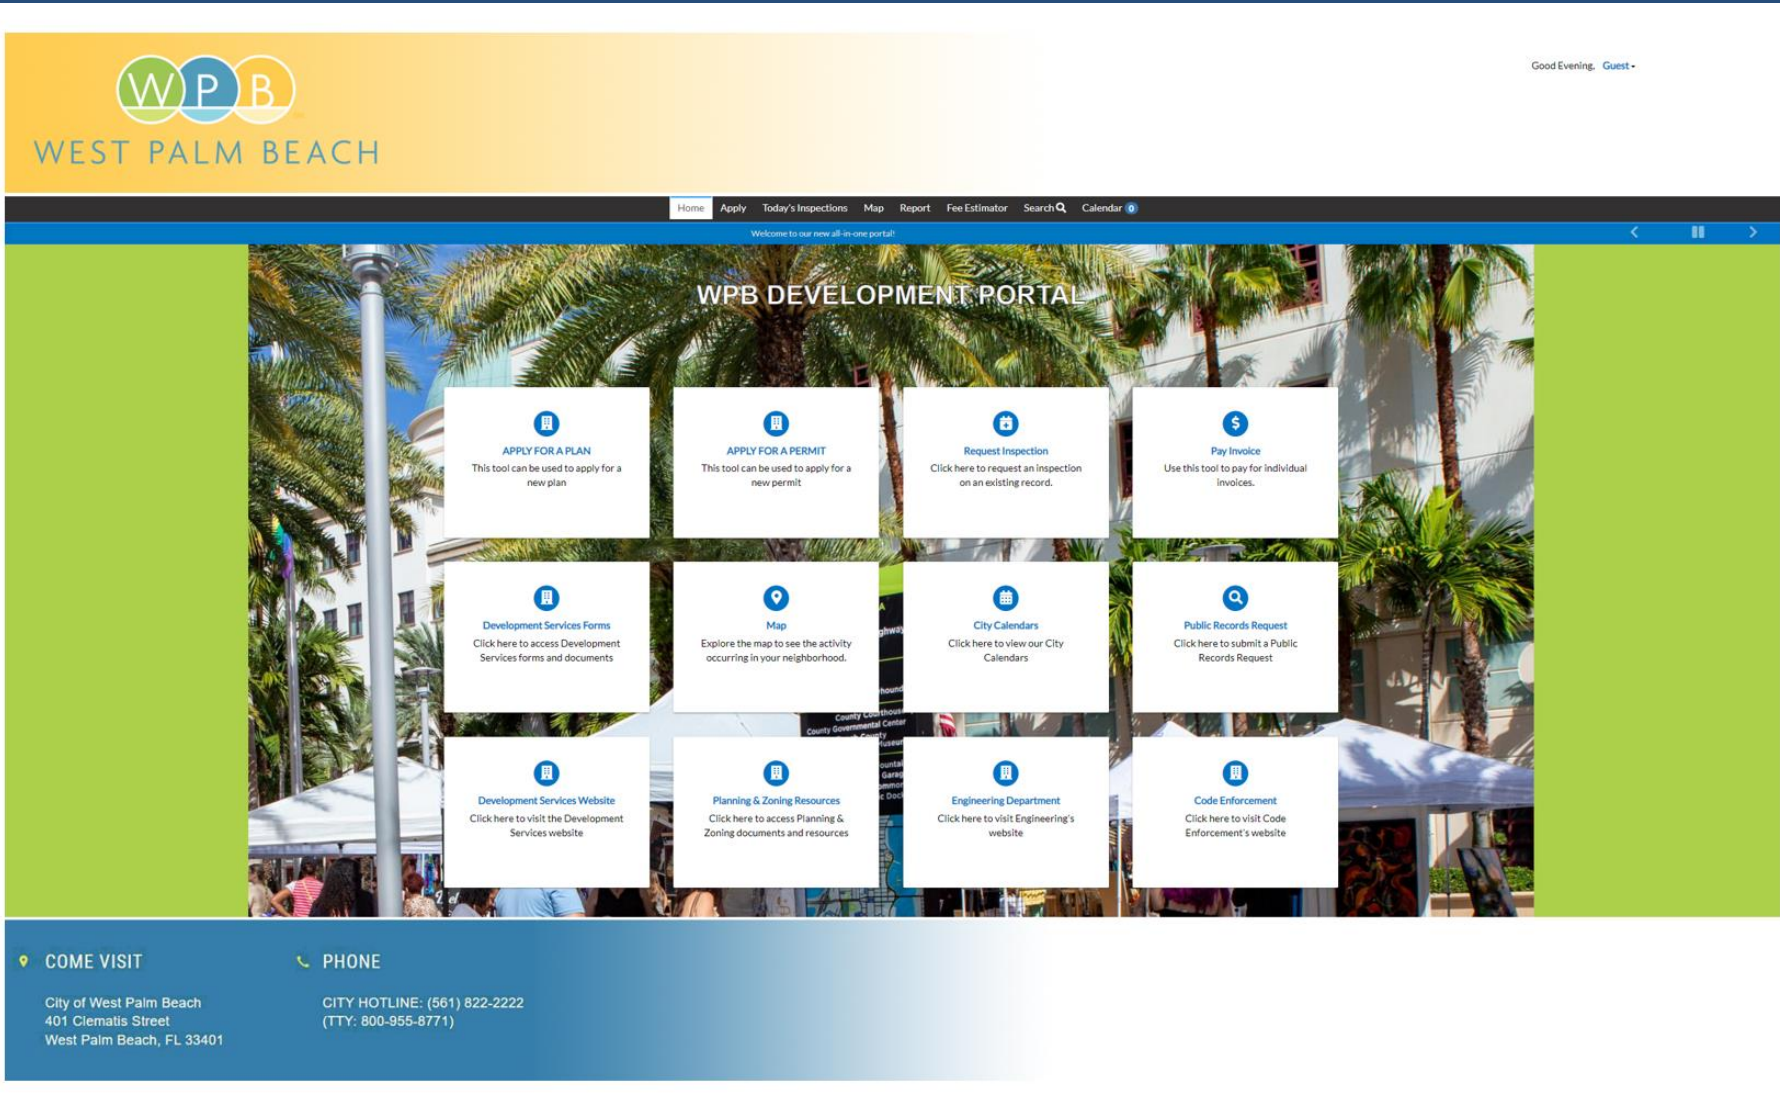 WPB
WEST PALM BEACH
Good Evening, Guest
Home Apply Today's Inspections Map Report Fee Estimator Search Calendar 0
Welcome to our new all-in-one portal!
WPB DEVELOPMENT PORTAL
APPLY FOR A PLAN
This tool can be used to apply for a
new plan
APPLY FOR A PERMIT
This tool can be used to apply for a
new permit
Request Inspection
Click here to request an inspection
on an existing record.
Pay Invoice
Use this tool to pay for individual
invoices.
Development Services Forms
Click here to access Development
Services forms and documents
Map
Explore the map to see the activity
occurring in your neighborhood.
City Calendars
Click here to view our City
Calendars
Public Records Request
Click here to submit a Public
Records Request
County Courthouse
County Governmental Center
Development Services Website
Click here to visit the Development
Services website
Planning & Zoning Resources
Click here to access Planning &
Zoning documents and resources
Engineering Department
Click here to visit Engineering's
website
Code Enforcement
Click here to visit Code
Enforcement's website
COME VISIT
City of West Palm Beach
401 Clematis Street
West Palm Beach, FL 33401
PHONE
CITY HOTLINE: (561) 822-2222
(TTY: 800-955-8771)